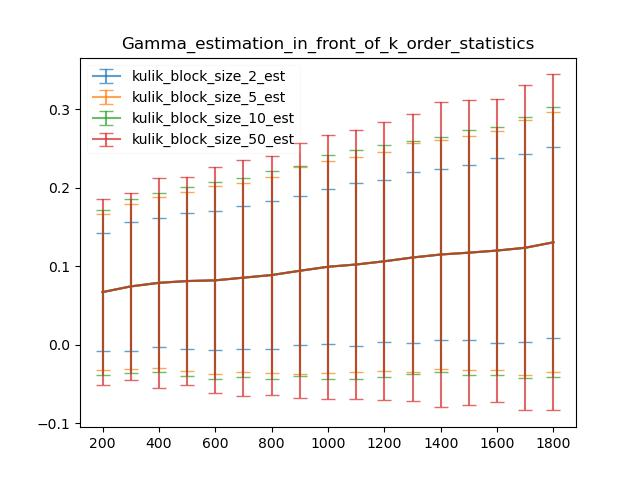 Gamma_estimation_in_front_of_k_order_statistics
kulik_block_size_2_est
kulik_block_size_5_est
kulik_block_size_10_est
kulik_block_size_50_est
0.3
0.2
0.1
0.0
−0.1
200 400 600 800 1000 1200 1400 1600 1800